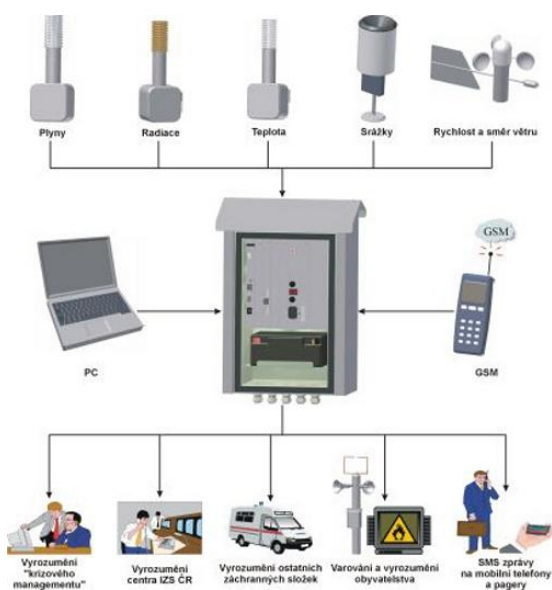 Plyny
Radiace
Teplota
Srážky
Rychlost a směr větru
GSM
PC
GSM
Vyrozumění
"krizového
managementu"
Vyrozumění
centra IZS ČR
Vyrozumění ostatních
záchranných složek
Varování a vyrozumění
obyvatelstva
SMS zprávy
na mobilní telefony
a pagery